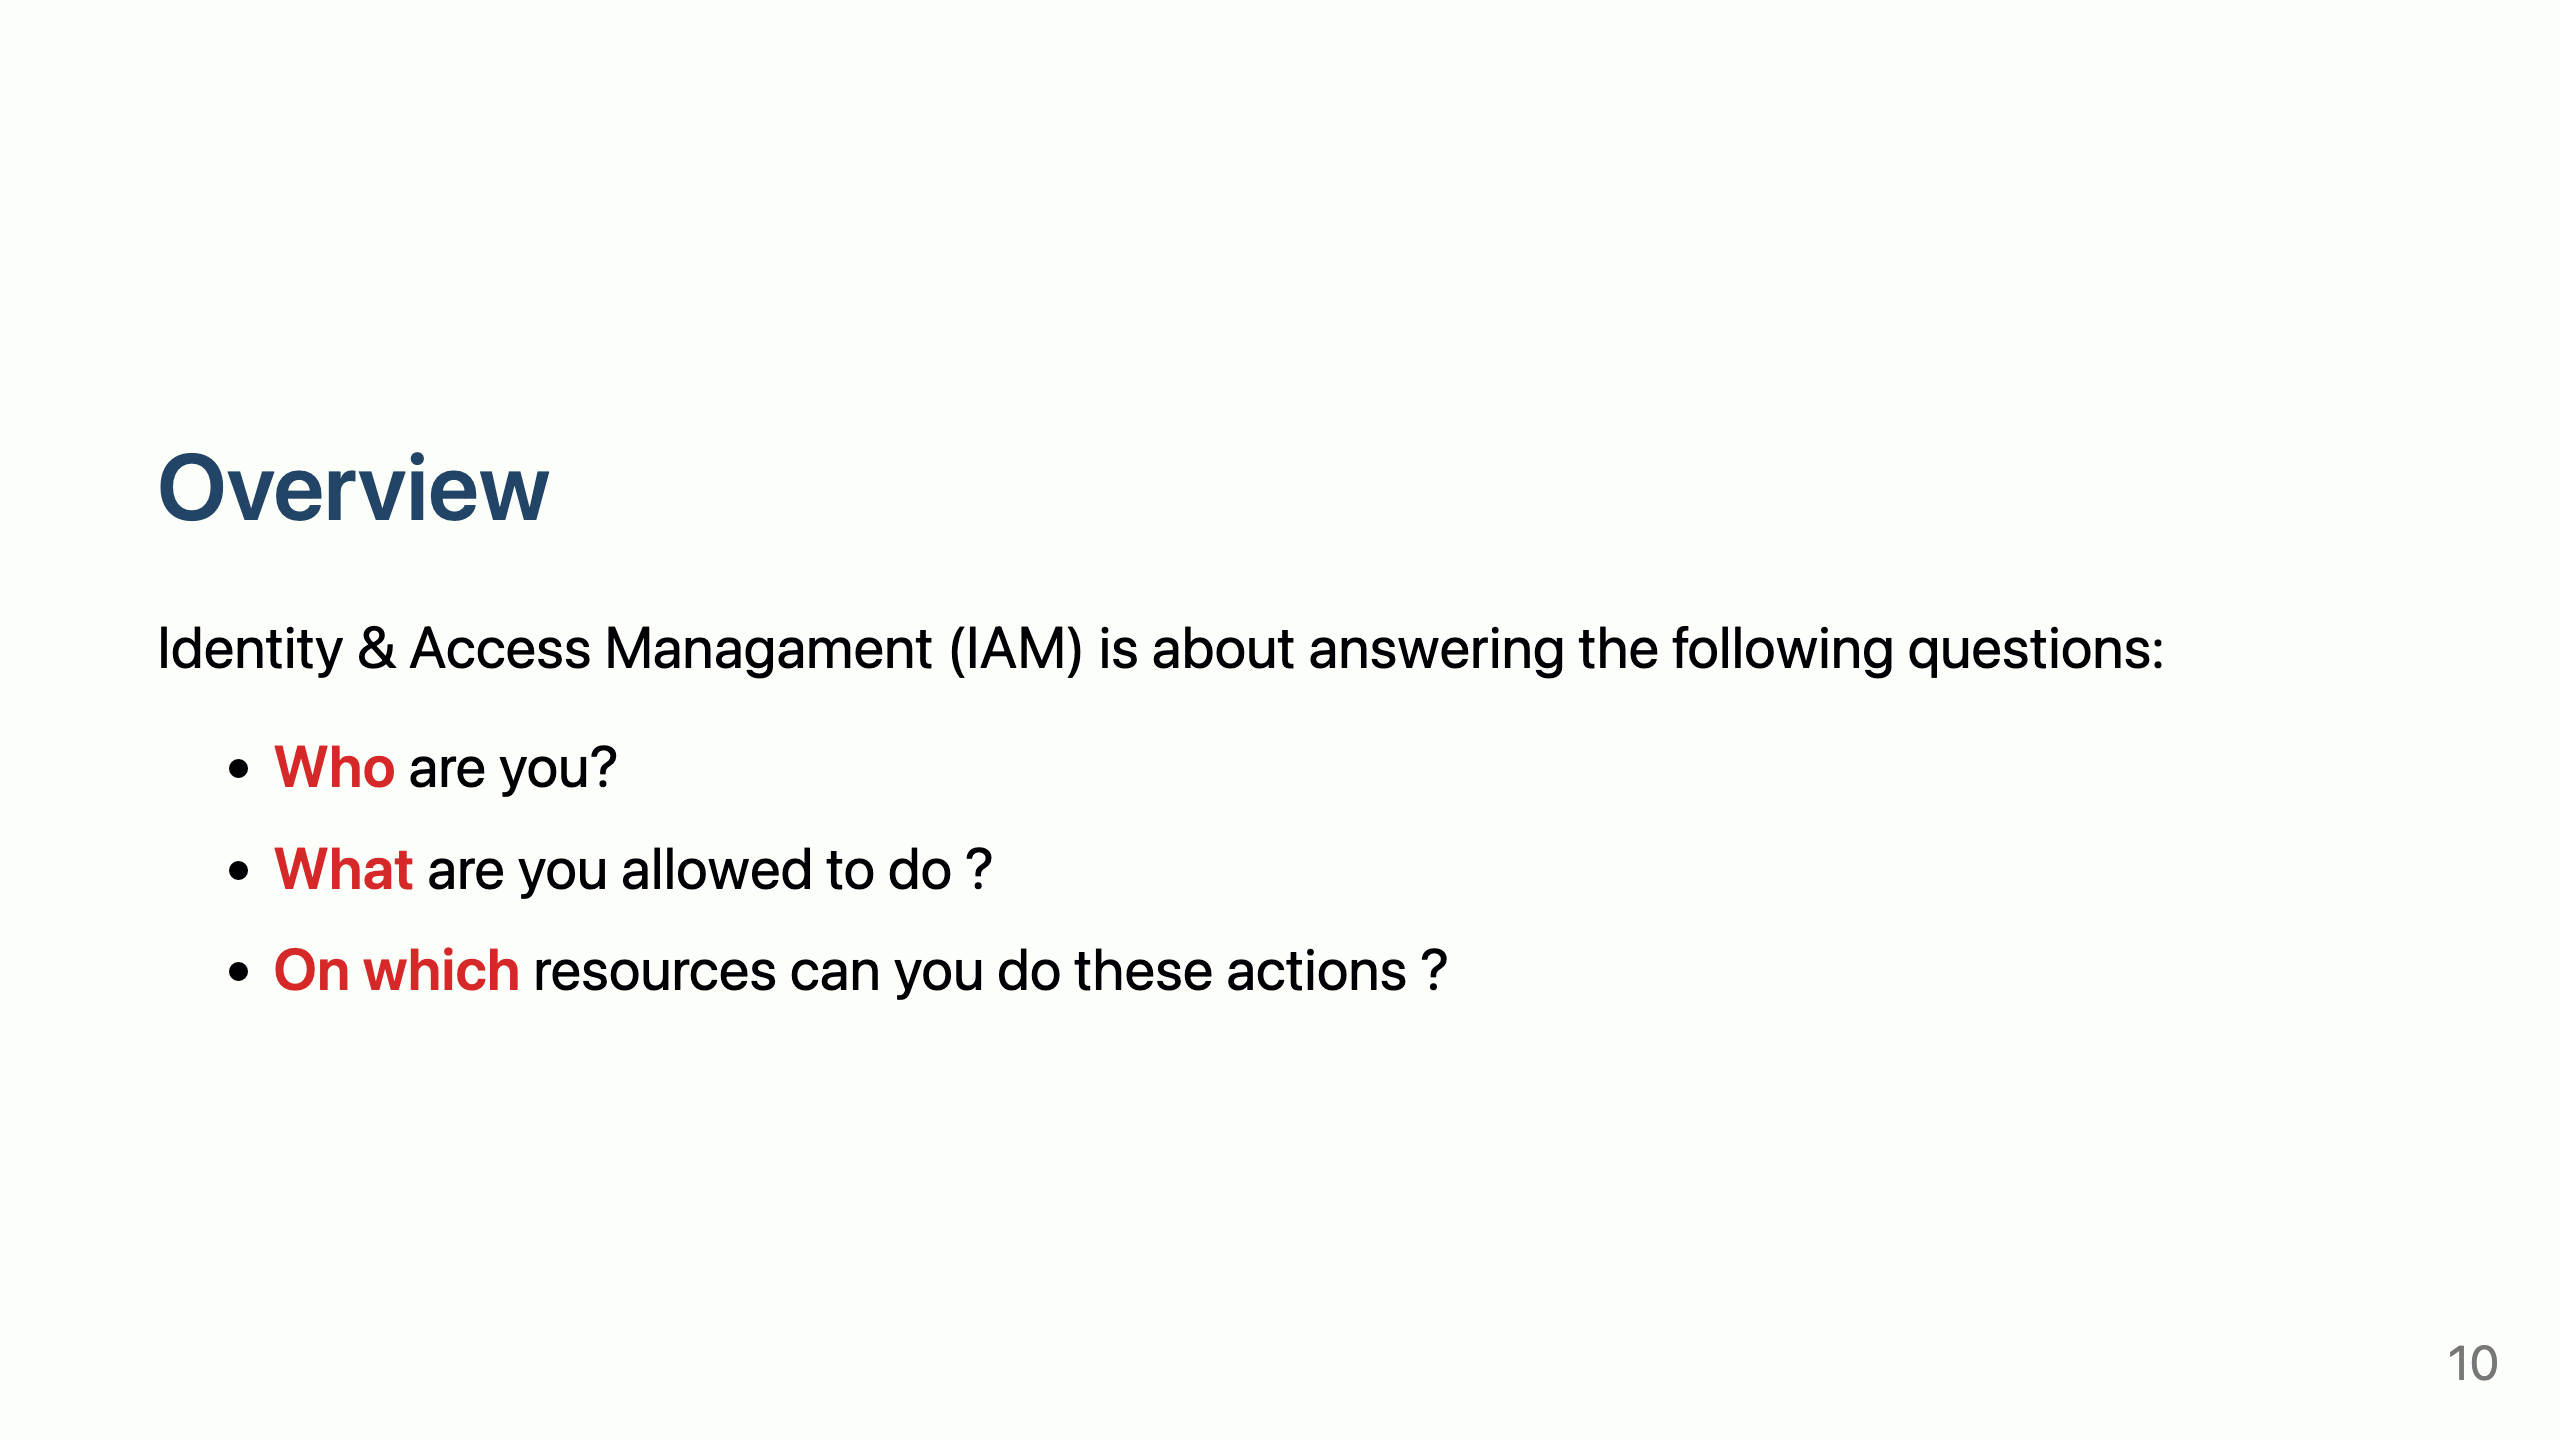 Overview
Identity & Access Managament (IAM) is about answering the following questions:
• Who are you?
• What are you allowed to do ?
• On which resources can you do these actions ?
10